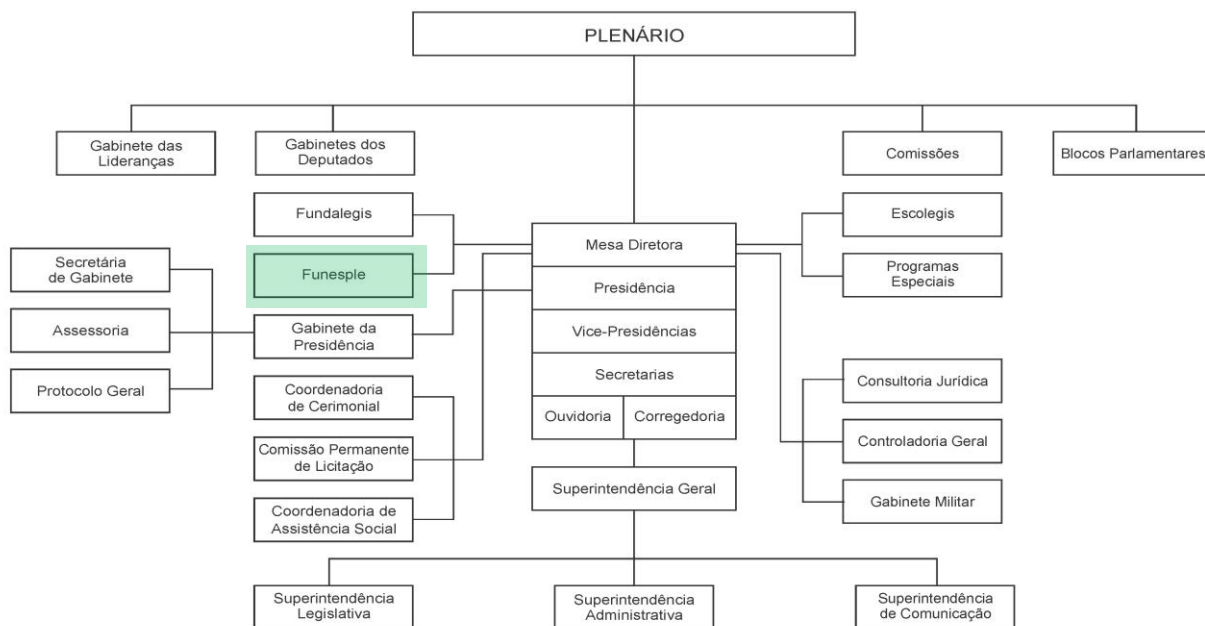 PLENÁRIO
Gabinete das
Lideranças
Gabinetes dos
Deputados
Comissões
Blocos Parlamentares
Fundalegis
Escolegis
Mesa Diretora
Secretária
de Gabinete
Funesple
Programas
Especiais
Presidência
Assessoria
Gabinete da
Presidência
Vice-Presidências
Secretarias
Consultoria Jurídica
Protocolo Geral
Coordenadoria
de Cerimonial
Ouvidoria
Corregedoria
Controladoria Geral
Comissão Permanente
de Licitação
Superintendência Geral
Gabinete Militar
Coordenadoria de
Assistência Social
Superintendência
Legislativa
Superintendência
Administrativa
Superintendência
de Comunicação